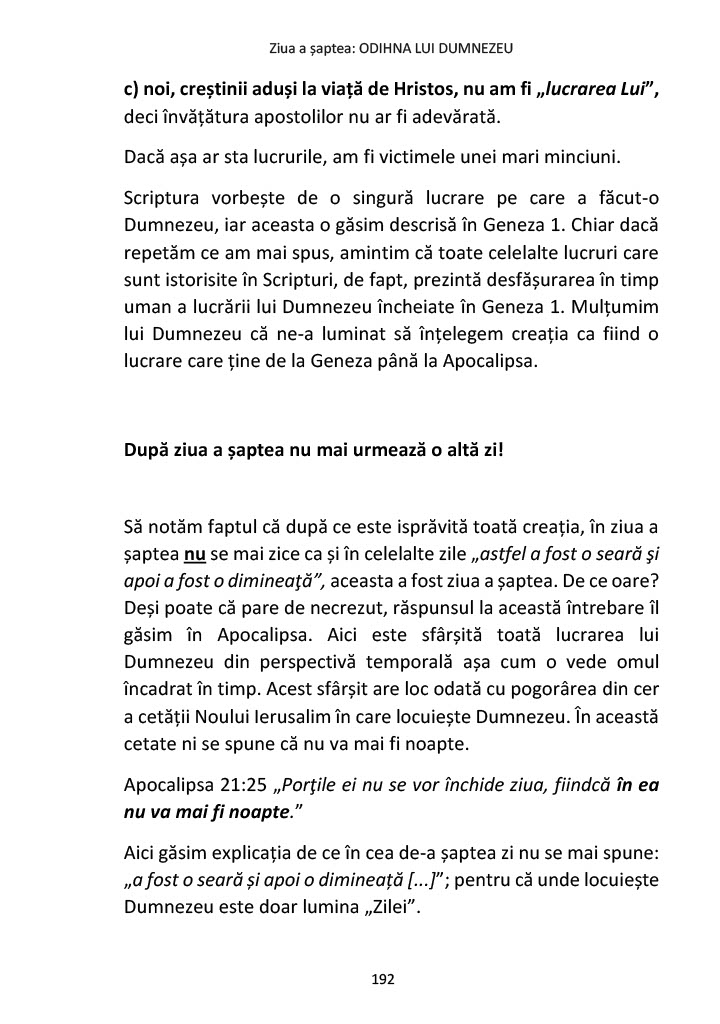 Ziua a șaptea: ODIHNA LUI DUMNEZEU
c) noi, creștinii aduși la viață de Hristos, nu am fi „lucrarea Lui”,
deci învățătura apostolilor nu ar fi adevărată.
Dacă așa ar sta lucrurile, am fi victimele unei mari minciuni.
Scriptura vorbește de o singură lucrare pe care a făcut-o
Dumnezeu, iar aceasta o găsim descrisă în Geneza 1. Chiar dacă
repetăm ce am mai spus, amintim că toate celelalte lucruri care
sunt istorisite în Scripturi, de fapt, prezintă desfășurarea în timp
uman a lucrării lui Dumnezeu încheiate în Geneza 1. Mulțumim
lui Dumnezeu că ne-a luminat să înțelegem creația ca fiind o
lucrare care ține de la Geneza până la Apocalipsa.
După ziua a șaptea nu mai urmează o altă zi!
Să notăm faptul că după ce este isprăvită toată creația, în ziua a
șaptea nu se mai zice ca și în celelalte zile „astfel a fost o seară şi
apoi a fost o dimineaţă”, aceasta a fost ziua a șaptea. De ce oare?
Deși poate că pare de necrezut, răspunsul la această întrebare îl
găsim în Apocalipsa. Aici este sfârșită toată lucrarea lui
Dumnezeu din perspectivă temporală așa cum o vede omul
încadrat în timp. Acest sfârșit are loc odată cu pogorârea din cer
a cetății Noului Ierusalim în care locuiește Dumnezeu. În această
cetate ni se spune că nu va mai fi noapte.
Apocalipsa 21:25 „Porţile ei nu se vor închide ziua, fiindcă în ea
nu va mai fi noapte.”
Aici găsim explicația de ce în cea de-a șaptea zi nu se mai spune:
„a fost o seară și apoi o dimineață [...]”; pentru că unde locuiește
Dumnezeu este doar lumina „Zilei”.
192